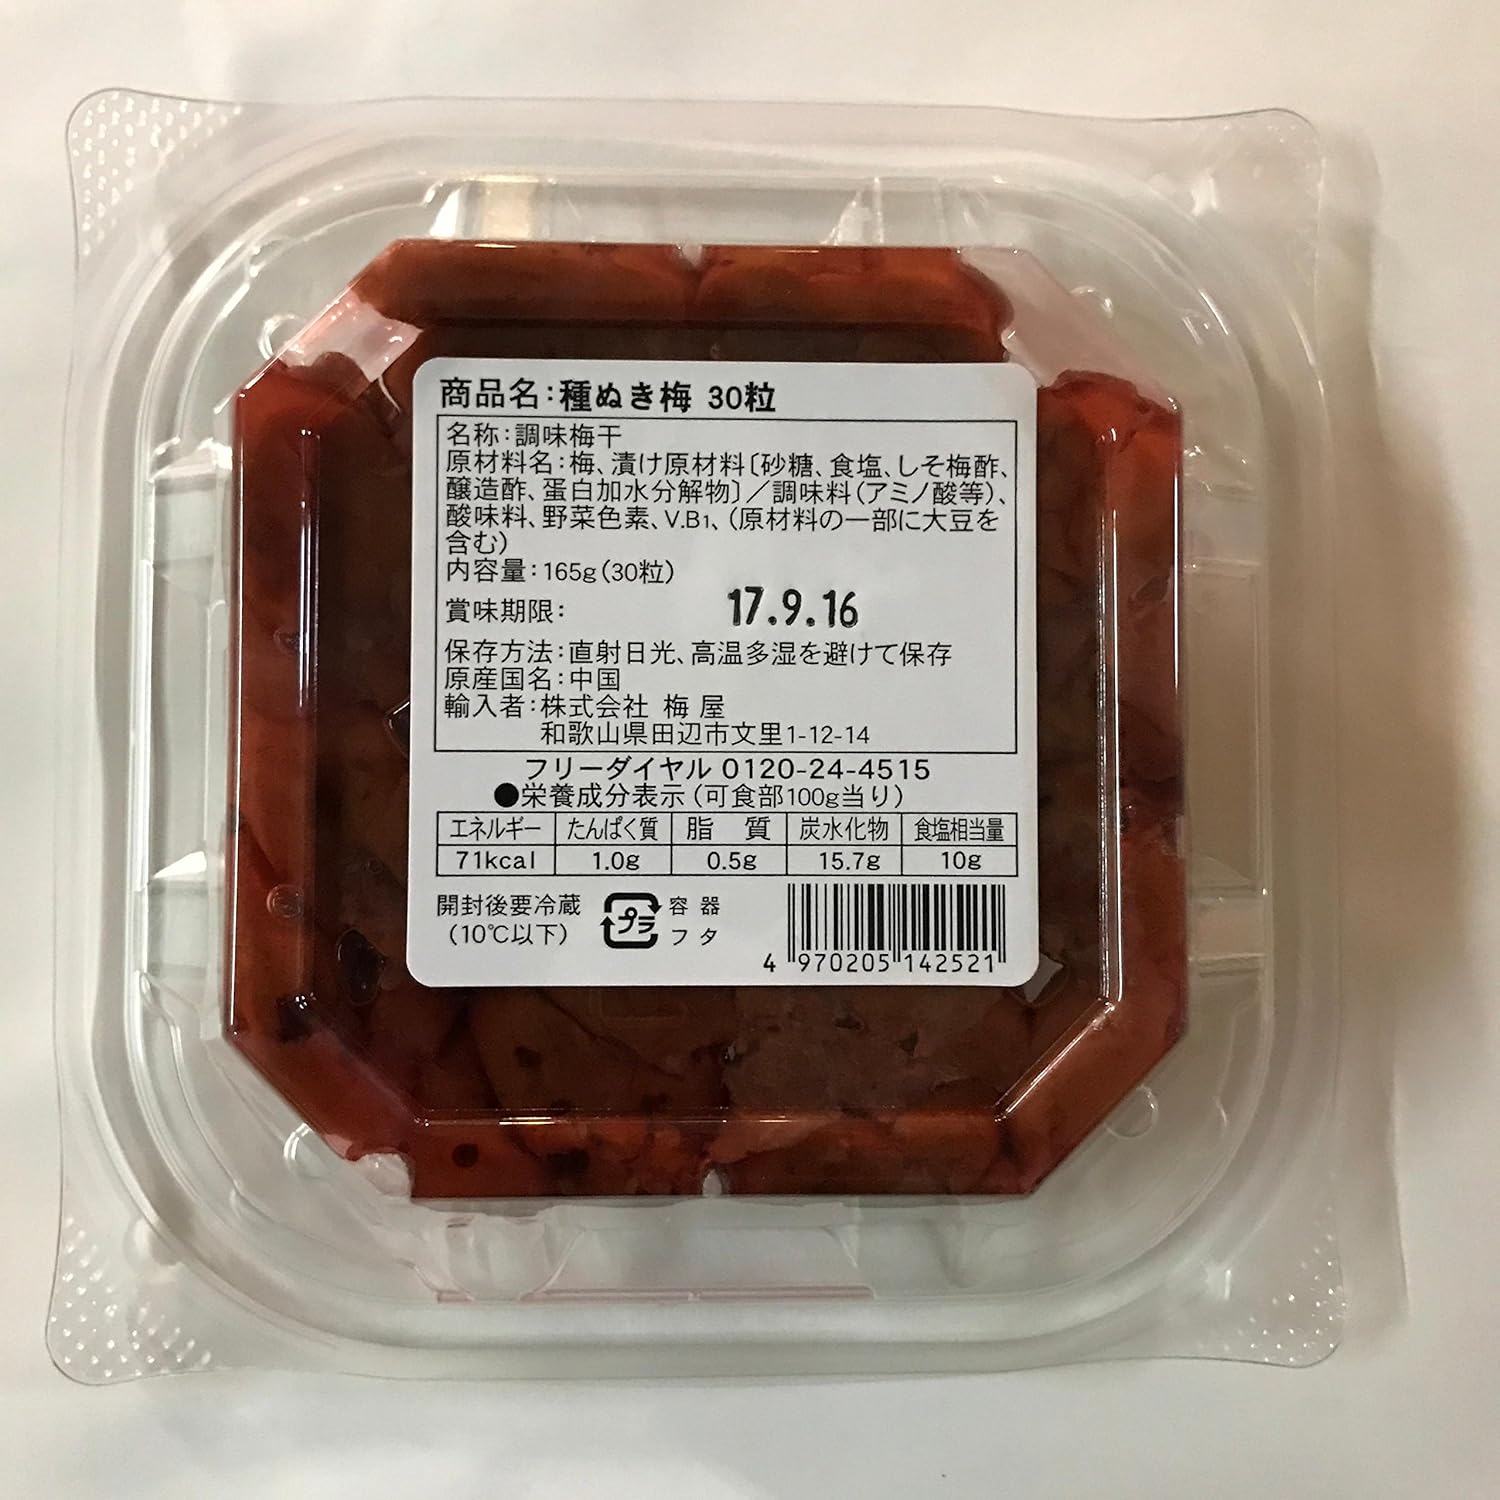 商品名:種ぬき梅 30粒
名称:調味梅干
原材料名:梅、漬け原材料〔砂糖、食塩、しそ梅酢、
醸造酢、蛋白加水分解物〕/調味料(アミノ酸等)、
酸味料、野菜色素、V.B₁、(原材料の一部に大豆を
含む)
内容量:165g(30粒)
賞味期限: 17.9.16
保存方法:直射日光、高温多湿を避けて保存
原産国名:中国
輸入者:株式会社 梅屋
和歌山県田辺市文里1-12-14
フリーダイヤル 0120-24-4515
●栄養成分表示(可食部100g当り)
エネルギー たんぱく質 脂 質 炭水化物 食塩相当量
71kcal 1.0g 0.5g 15.7g 10g
開封後要冷蔵 プラ 容器
(10℃以下) フタ
4 970205 142521